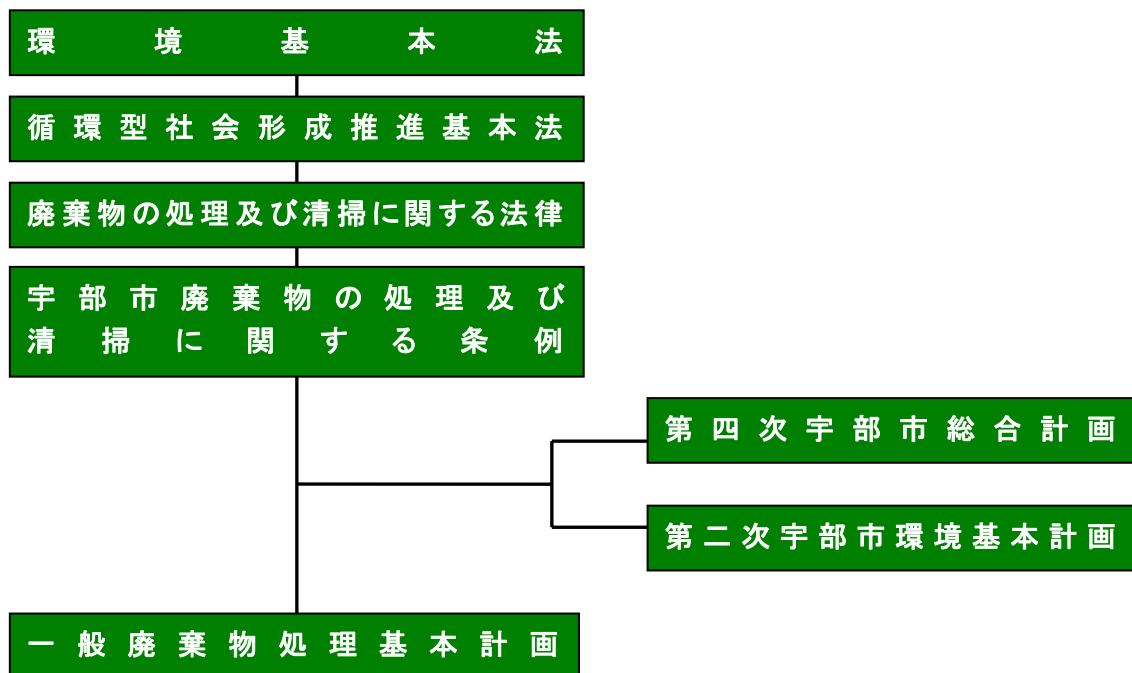 環境基本法
循環型社会形成推進基本法
廃棄物の処理及び清掃に関する法律
宇部市廃棄物の処理及び
清掃に関する条例
第四次宇部市総合計画
第二次宇部市環境基本計画
一般廃棄物処理基本計画